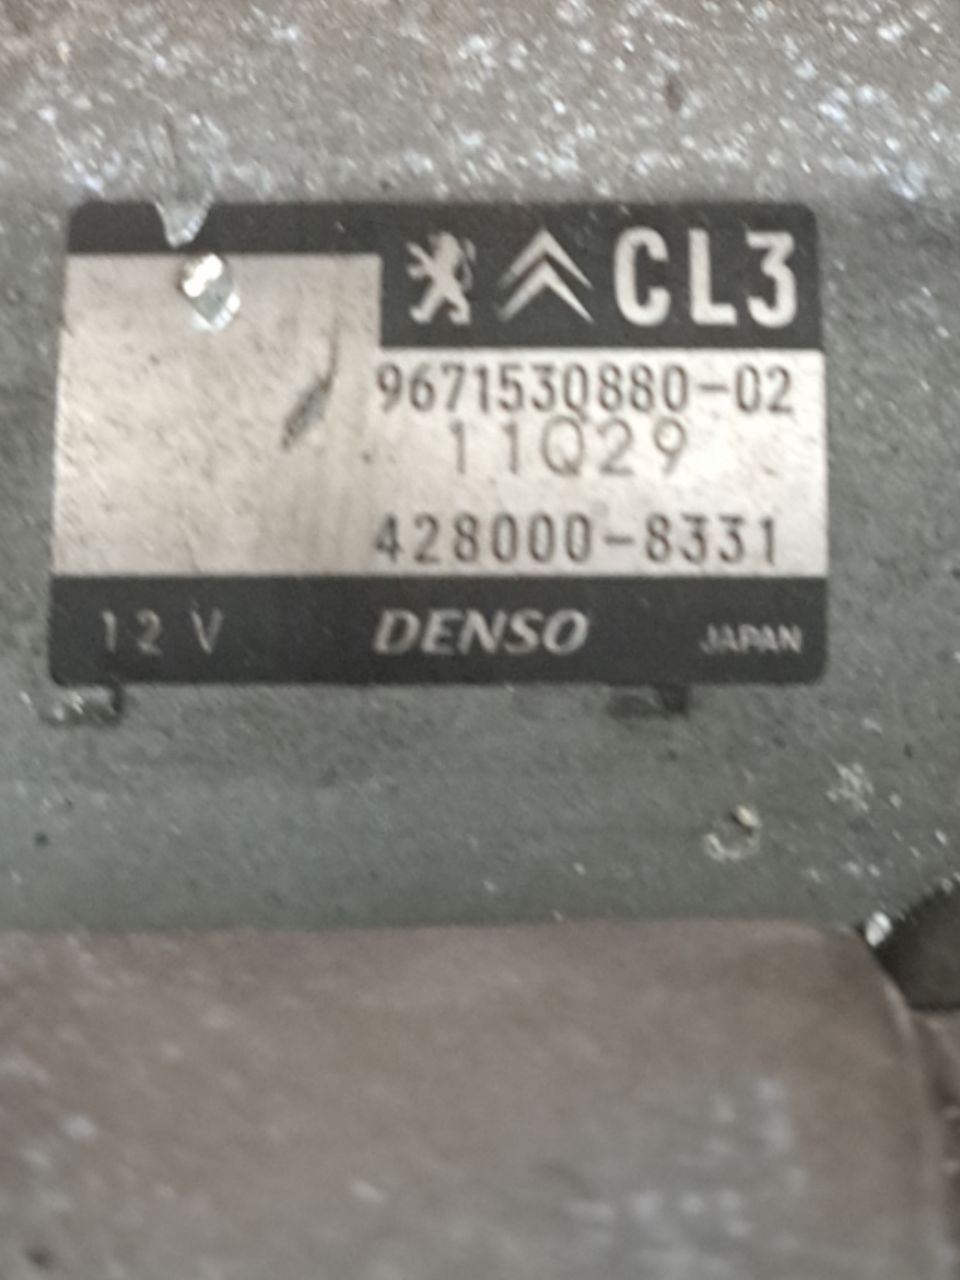 CL3
9671530880-02
11Q29
428000-8331
12 V DENSO JAPAN